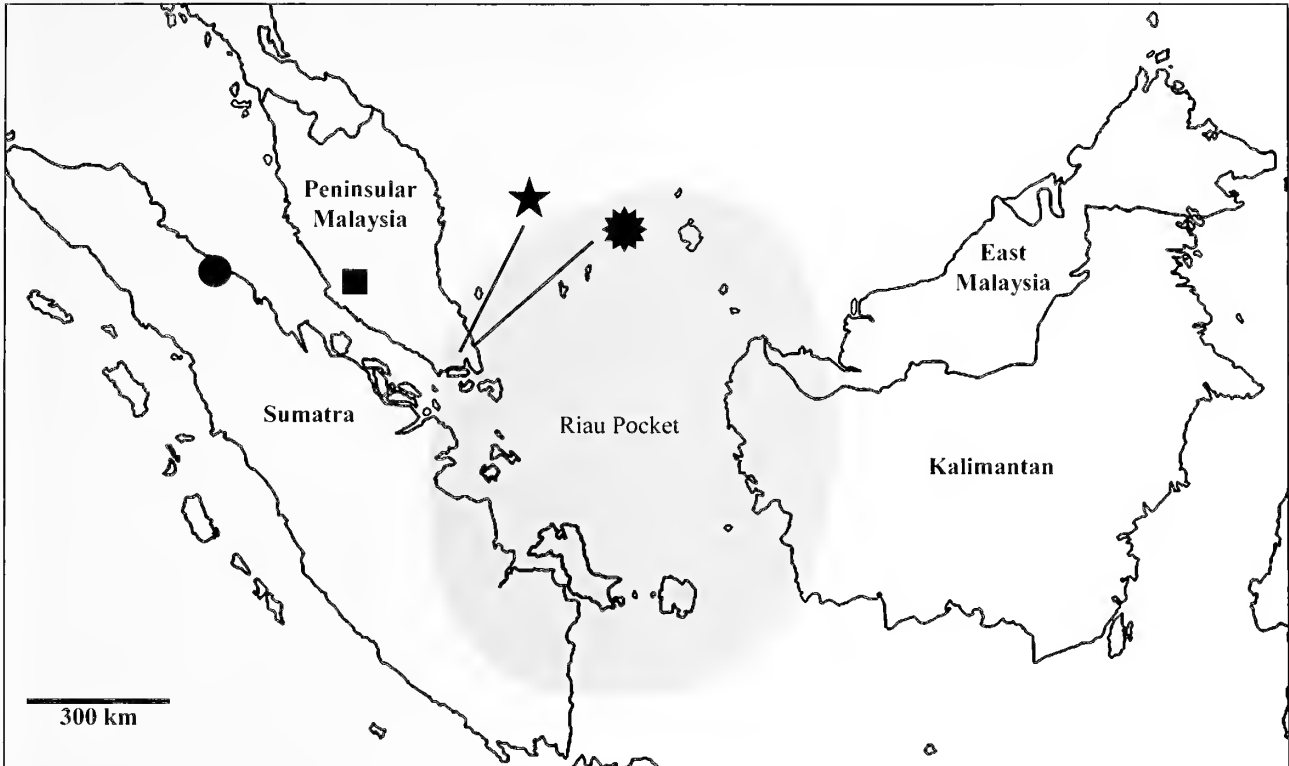 Peninsular
Malaysia
East
Malaysia
Sumatra
Riau Pocket
Kalimantan
300 km